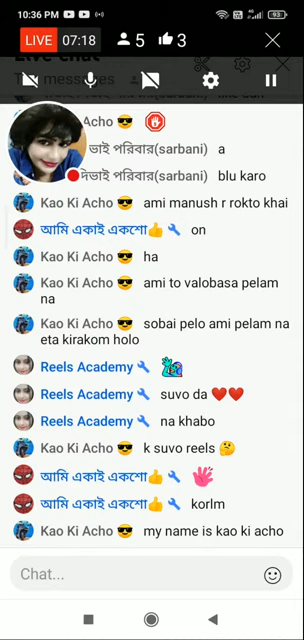 10:36 PM
93
LIVE 07:18 5 3
Live chat
messages
Acho 😎
ভাই পরিবার(sarbani) a
দিভাই পরিবার(sarbani) blu karo
Kao Ki Acho 😎 ami manush r rokto khai
আমি একাই একশো👍 on
Kao Ki Acho 😎 ha
Kao Ki Acho 😎 ami to valobasa pelam
na
Kao Ki Acho 😎 sobai pelo ami pelam na
eta kirakom holo
Reels Academy
Reels Academy suvo da ❤️❤️
Reels Academy na khabo
Kao Ki Acho 😎 k suvo reels 🤔
আমি একাই একশো👍
আমি একাই একশো👍 korlm
Kao Ki Acho 😎 my name is kao ki acho
Chat...